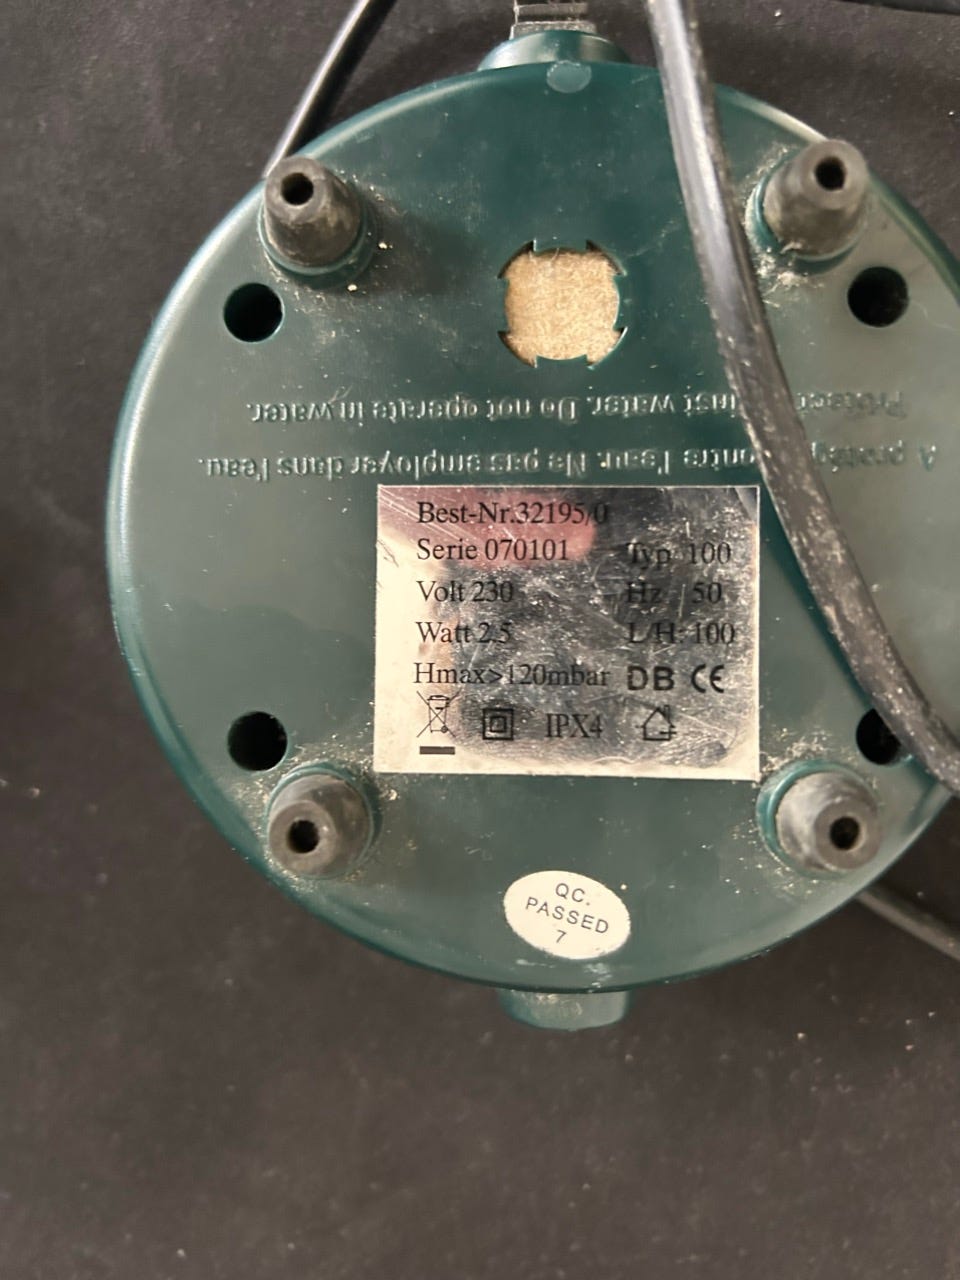 Protect against water. Do not operate in water.
A protéger contre l'eau. Ne pas employer dans l'eau.
Best-Nr.32195/0
Serie 070101 Typ 100
Volt 230 Hz 50
Watt 2.5 L/H: 100
Hmax>120mbar DB CE
IPX4
QC.
PASSED
7